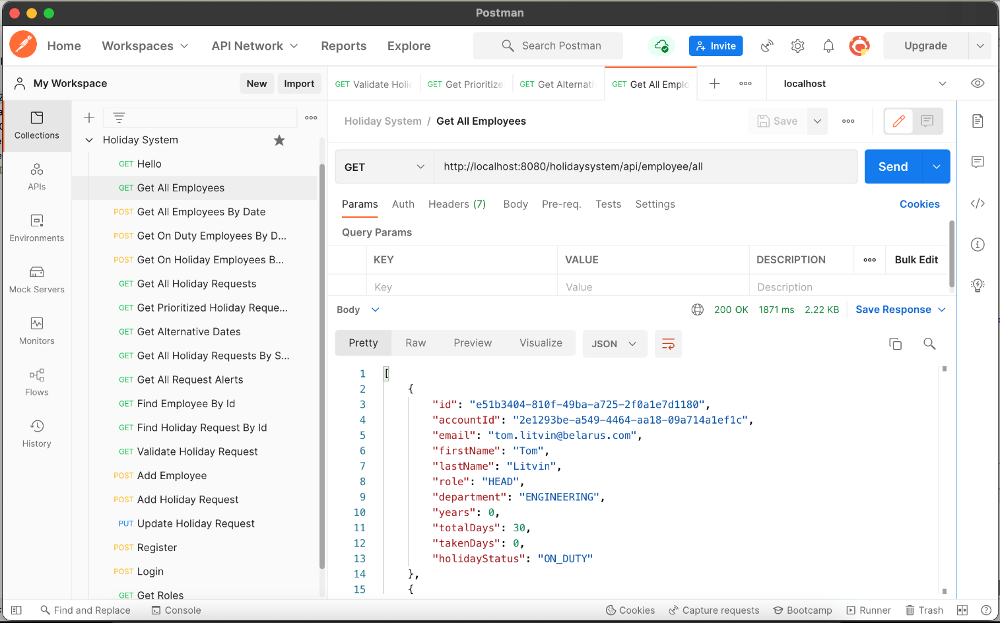 Postman
Home
Workspaces
API Network
Reports
Explore
Search Postman
Invite
Upgrade
My Workspace
New
Import
GET Validate Holi
GET Get Prioritize
GET Get Alternati
GET Get All Emplo
localhost
Collections
APIs
Environments
Mock Servers
Monitors
Flows
History
Holiday System
GET Hello
GET Get All Employees
POST Get All Employees By Date
POST Get On Duty Employees By D...
POST Get On Holiday Employees B...
GET Get All Holiday Requests
GET Get Prioritized Holiday Reque...
GET Get Alternative Dates
GET Get All Holiday Requests By S...
GET Get All Request Alerts
GET Find Employee By Id
GET Find Holiday Request By Id
GET Validate Holiday Request
POST Add Employee
POST Add Holiday Request
PUT Update Holiday Request
POST Register
POST Login
GET Get Roles
Holiday System / Get All Employees
Save
GET
http://localhost:8080/holidaysystem/api/employee/all
Send
Params
Auth
Headers (7)
Body
Pre-req.
Tests
Settings
Cookies
Query Params
KEY
VALUE
DESCRIPTION
Bulk Edit
Key
Value
Description
Body
200 OK
1871 ms
2.22 KB
Save Response
Pretty
Raw
Preview
Visualize
JSON
1 [
2 {
3 "id": "e51b3404-810f-49ba-a725-2f0a1e7d1180",
4 "accountId": "2e1293be-a549-4464-aa18-09a714a1ef1c",
5 "email": "tom.litvin@belarus.com",
6 "firstName": "Tom",
7 "lastName": "Litvin",
8 "role": "HEAD",
9 "department": "ENGINEERING",
10 "years": 0,
11 "totalDays": 30,
12 "takenDays": 0,
13 "holidayStatus": "ON_DUTY"
14 },
15 {
Find and Replace
Console
Cookies
Capture requests
Bootcamp
Runner
Trash